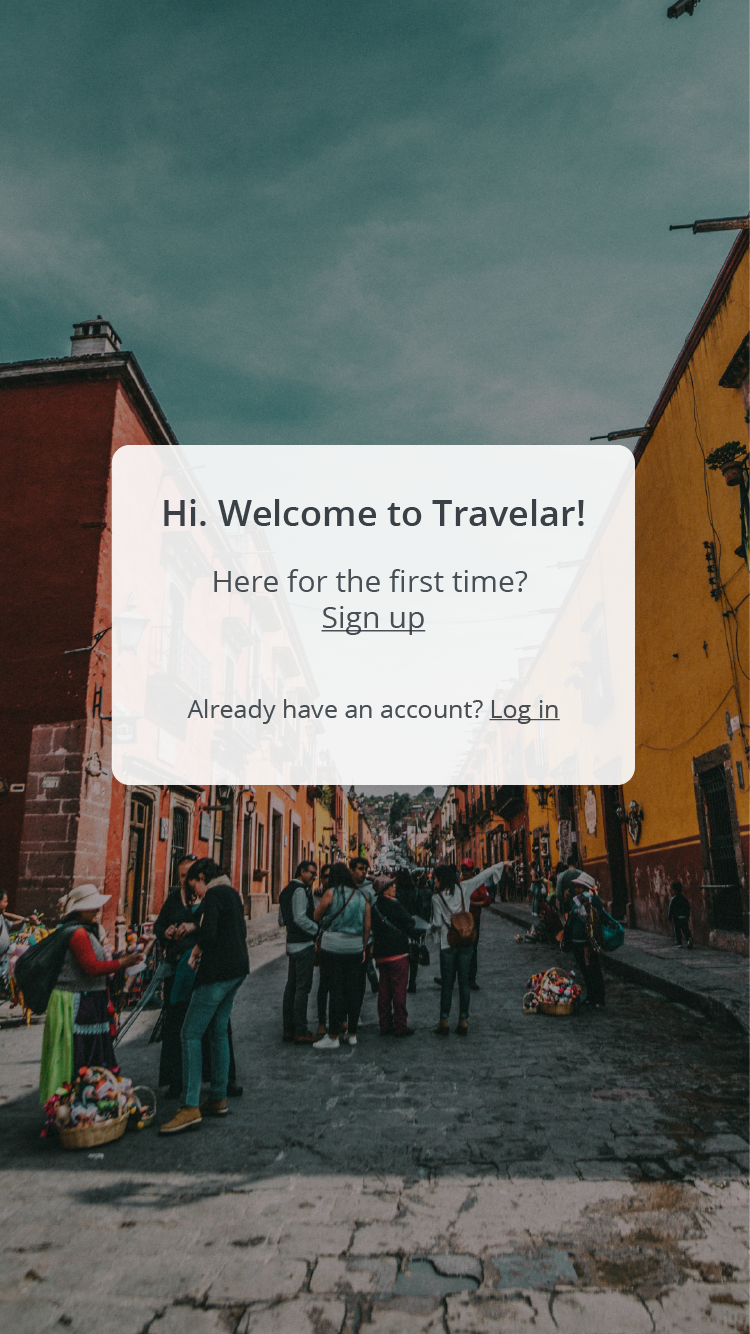 Hi. Welcome to Travelar!
Here for the first time?
Sign up
Already have an account? Log in